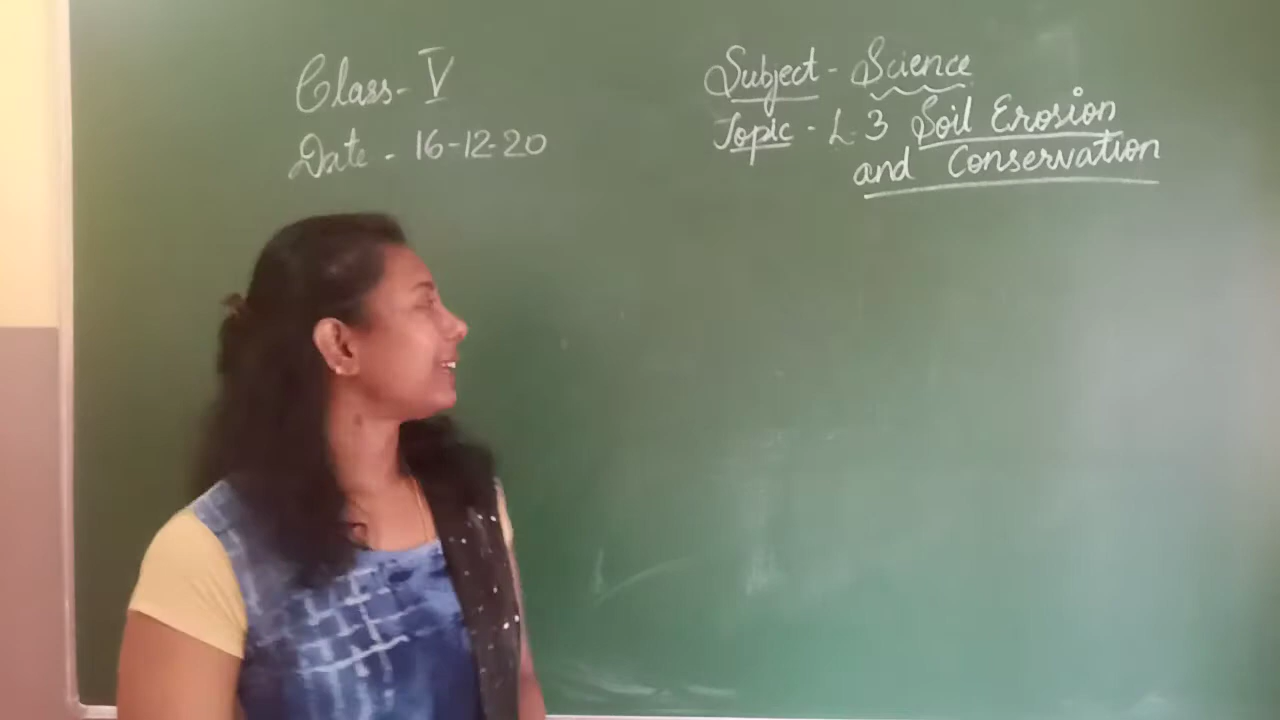 Class- V
Date - 16-12-20
Subject - Science
Topic - L-3 Soil Erosion
and Conservation